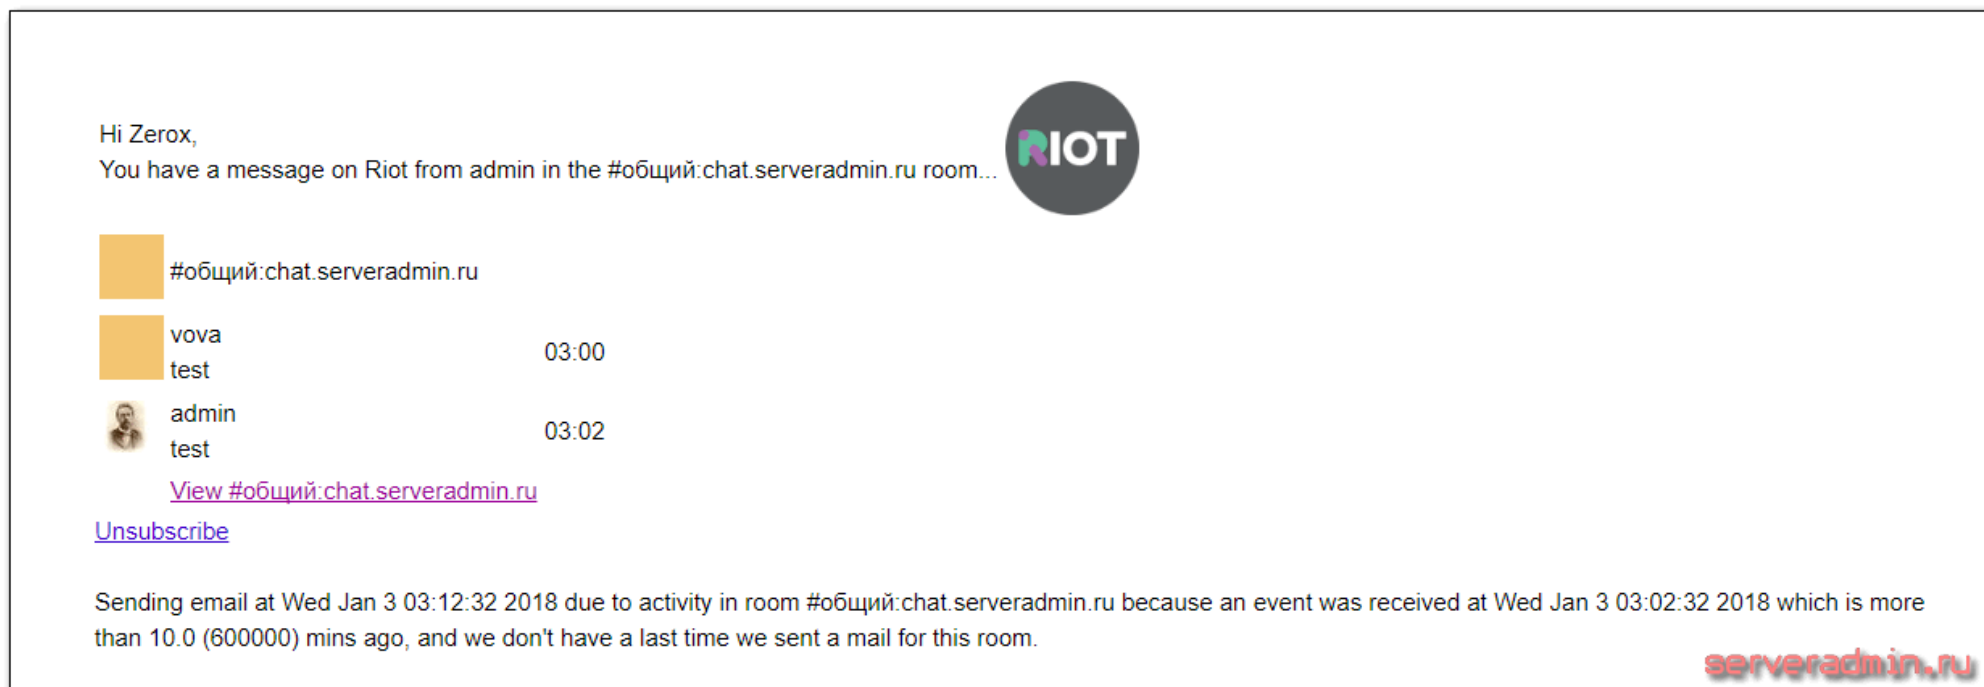 Hi Zerox,
You have a message on Riot from admin in the #общий:chat.serveradmin.ru room...
RIOT
#общий:chat.serveradmin.ru
vova
test
03:00
admin
test
03:02
View #общий:chat.serveradmin.ru
Unsubscribe
Sending email at Wed Jan 3 03:12:32 2018 due to activity in room #общий:chat.serveradmin.ru because an event was received at Wed Jan 3 03:02:32 2018 which is more
than 10.0 (600000) mins ago, and we don't have a last time we sent a mail for this room.
serveradmin.ru